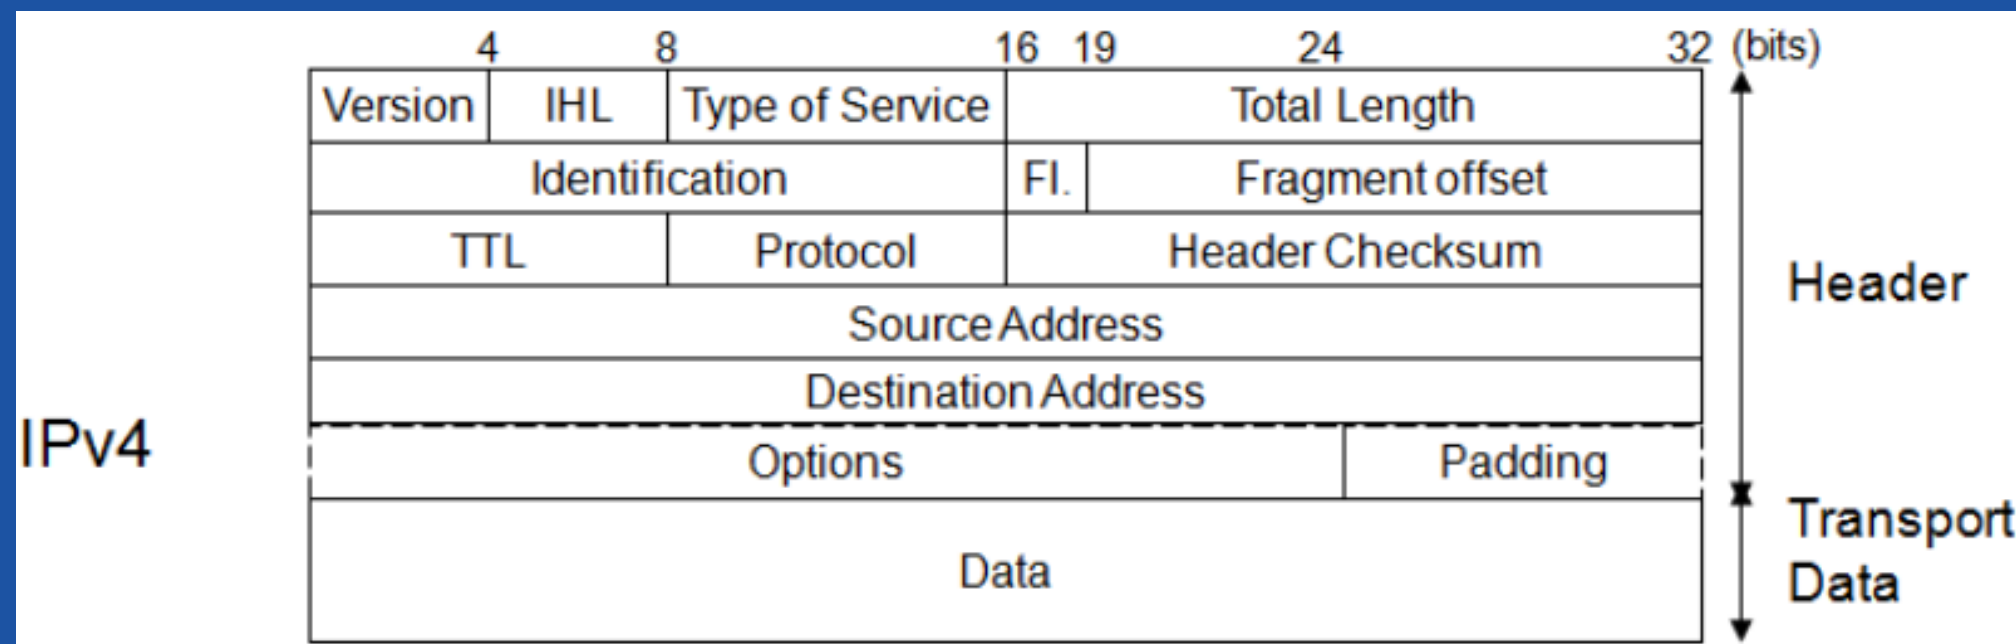 4 8 16 19 24 32 (bits)
Version IHL Type of Service Total Length
Identification Fl. Fragment offset
TTL Protocol Header Checksum
Header
Source Address
Destination Address
IPv4
Options Padding
Transport
Data
Data